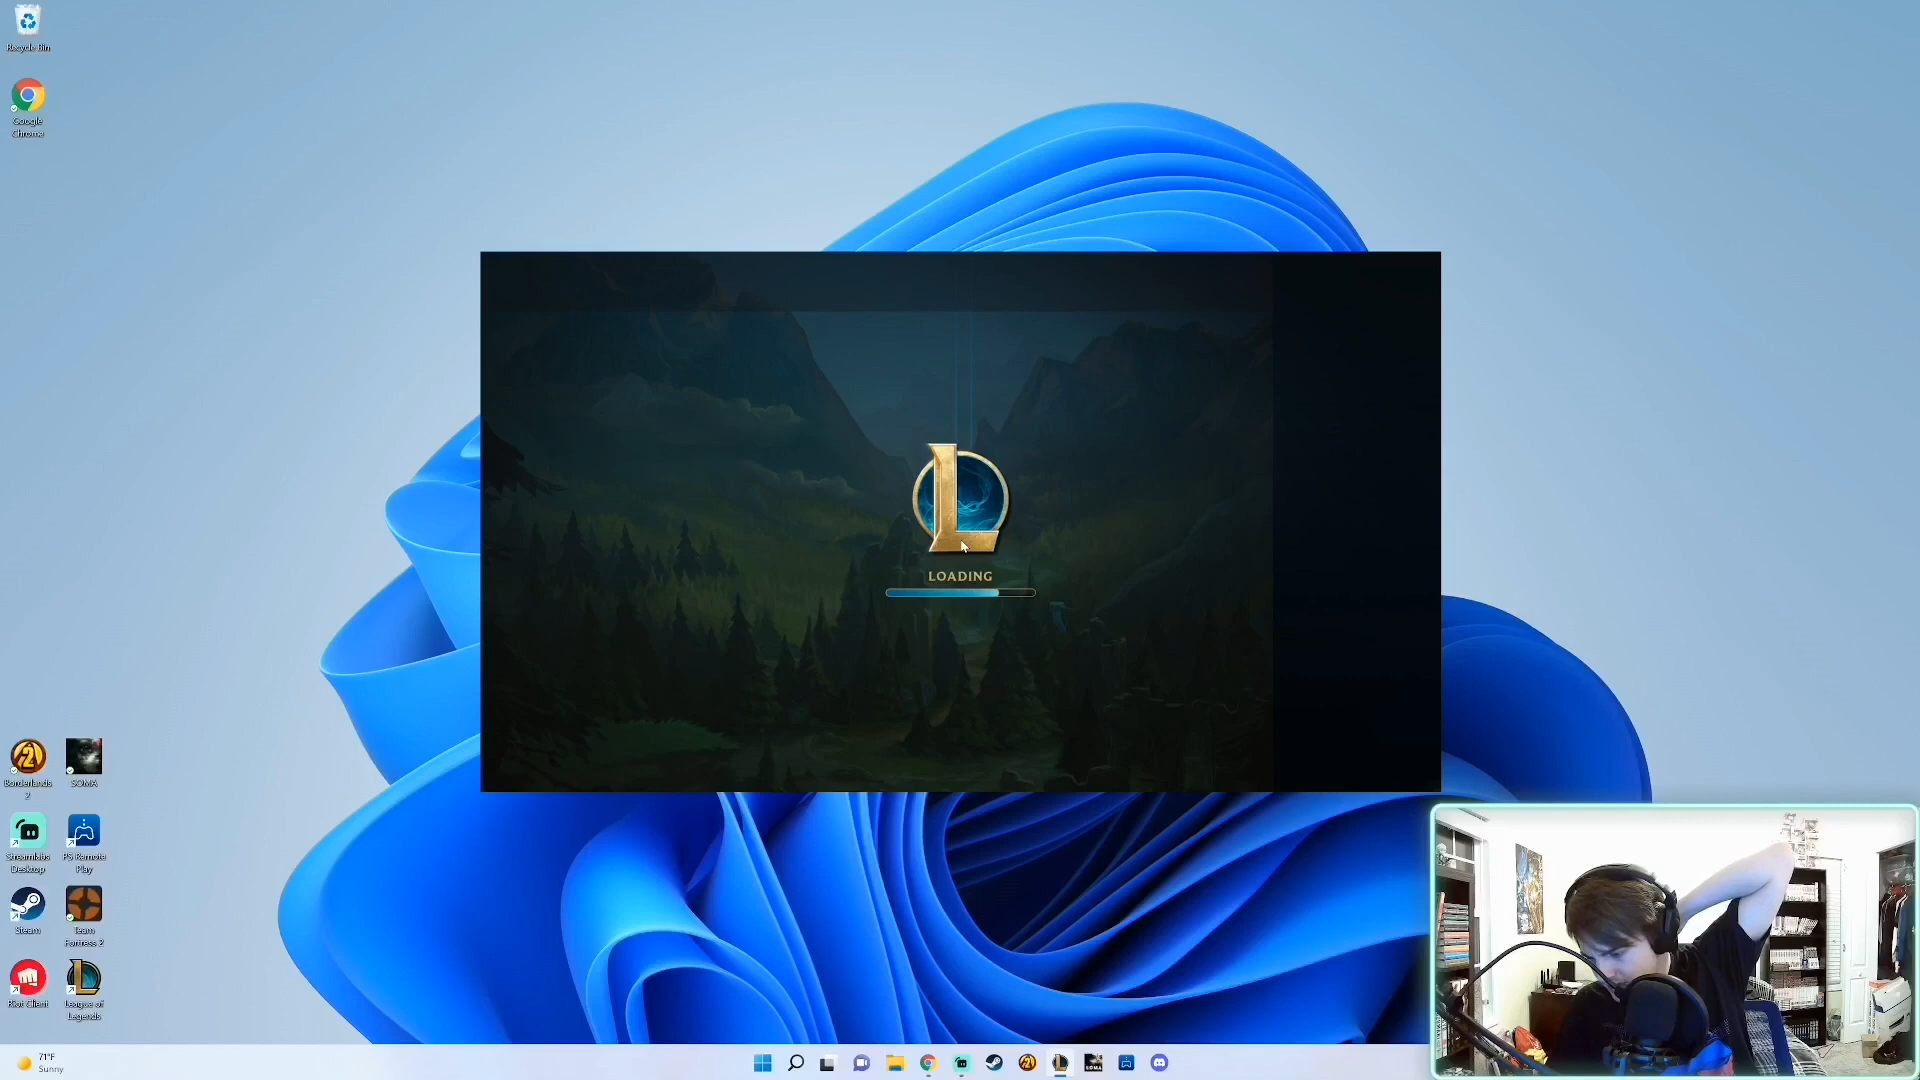 Recycle Bin
Google
Chrome
LOADING
Borderlands
2
SOMA
Streamlabs
Desktop
PS Remote
Play
Steam
Team
Fortress 2
Riot Client
League of
Legends
71°F
Sunny
SOMA